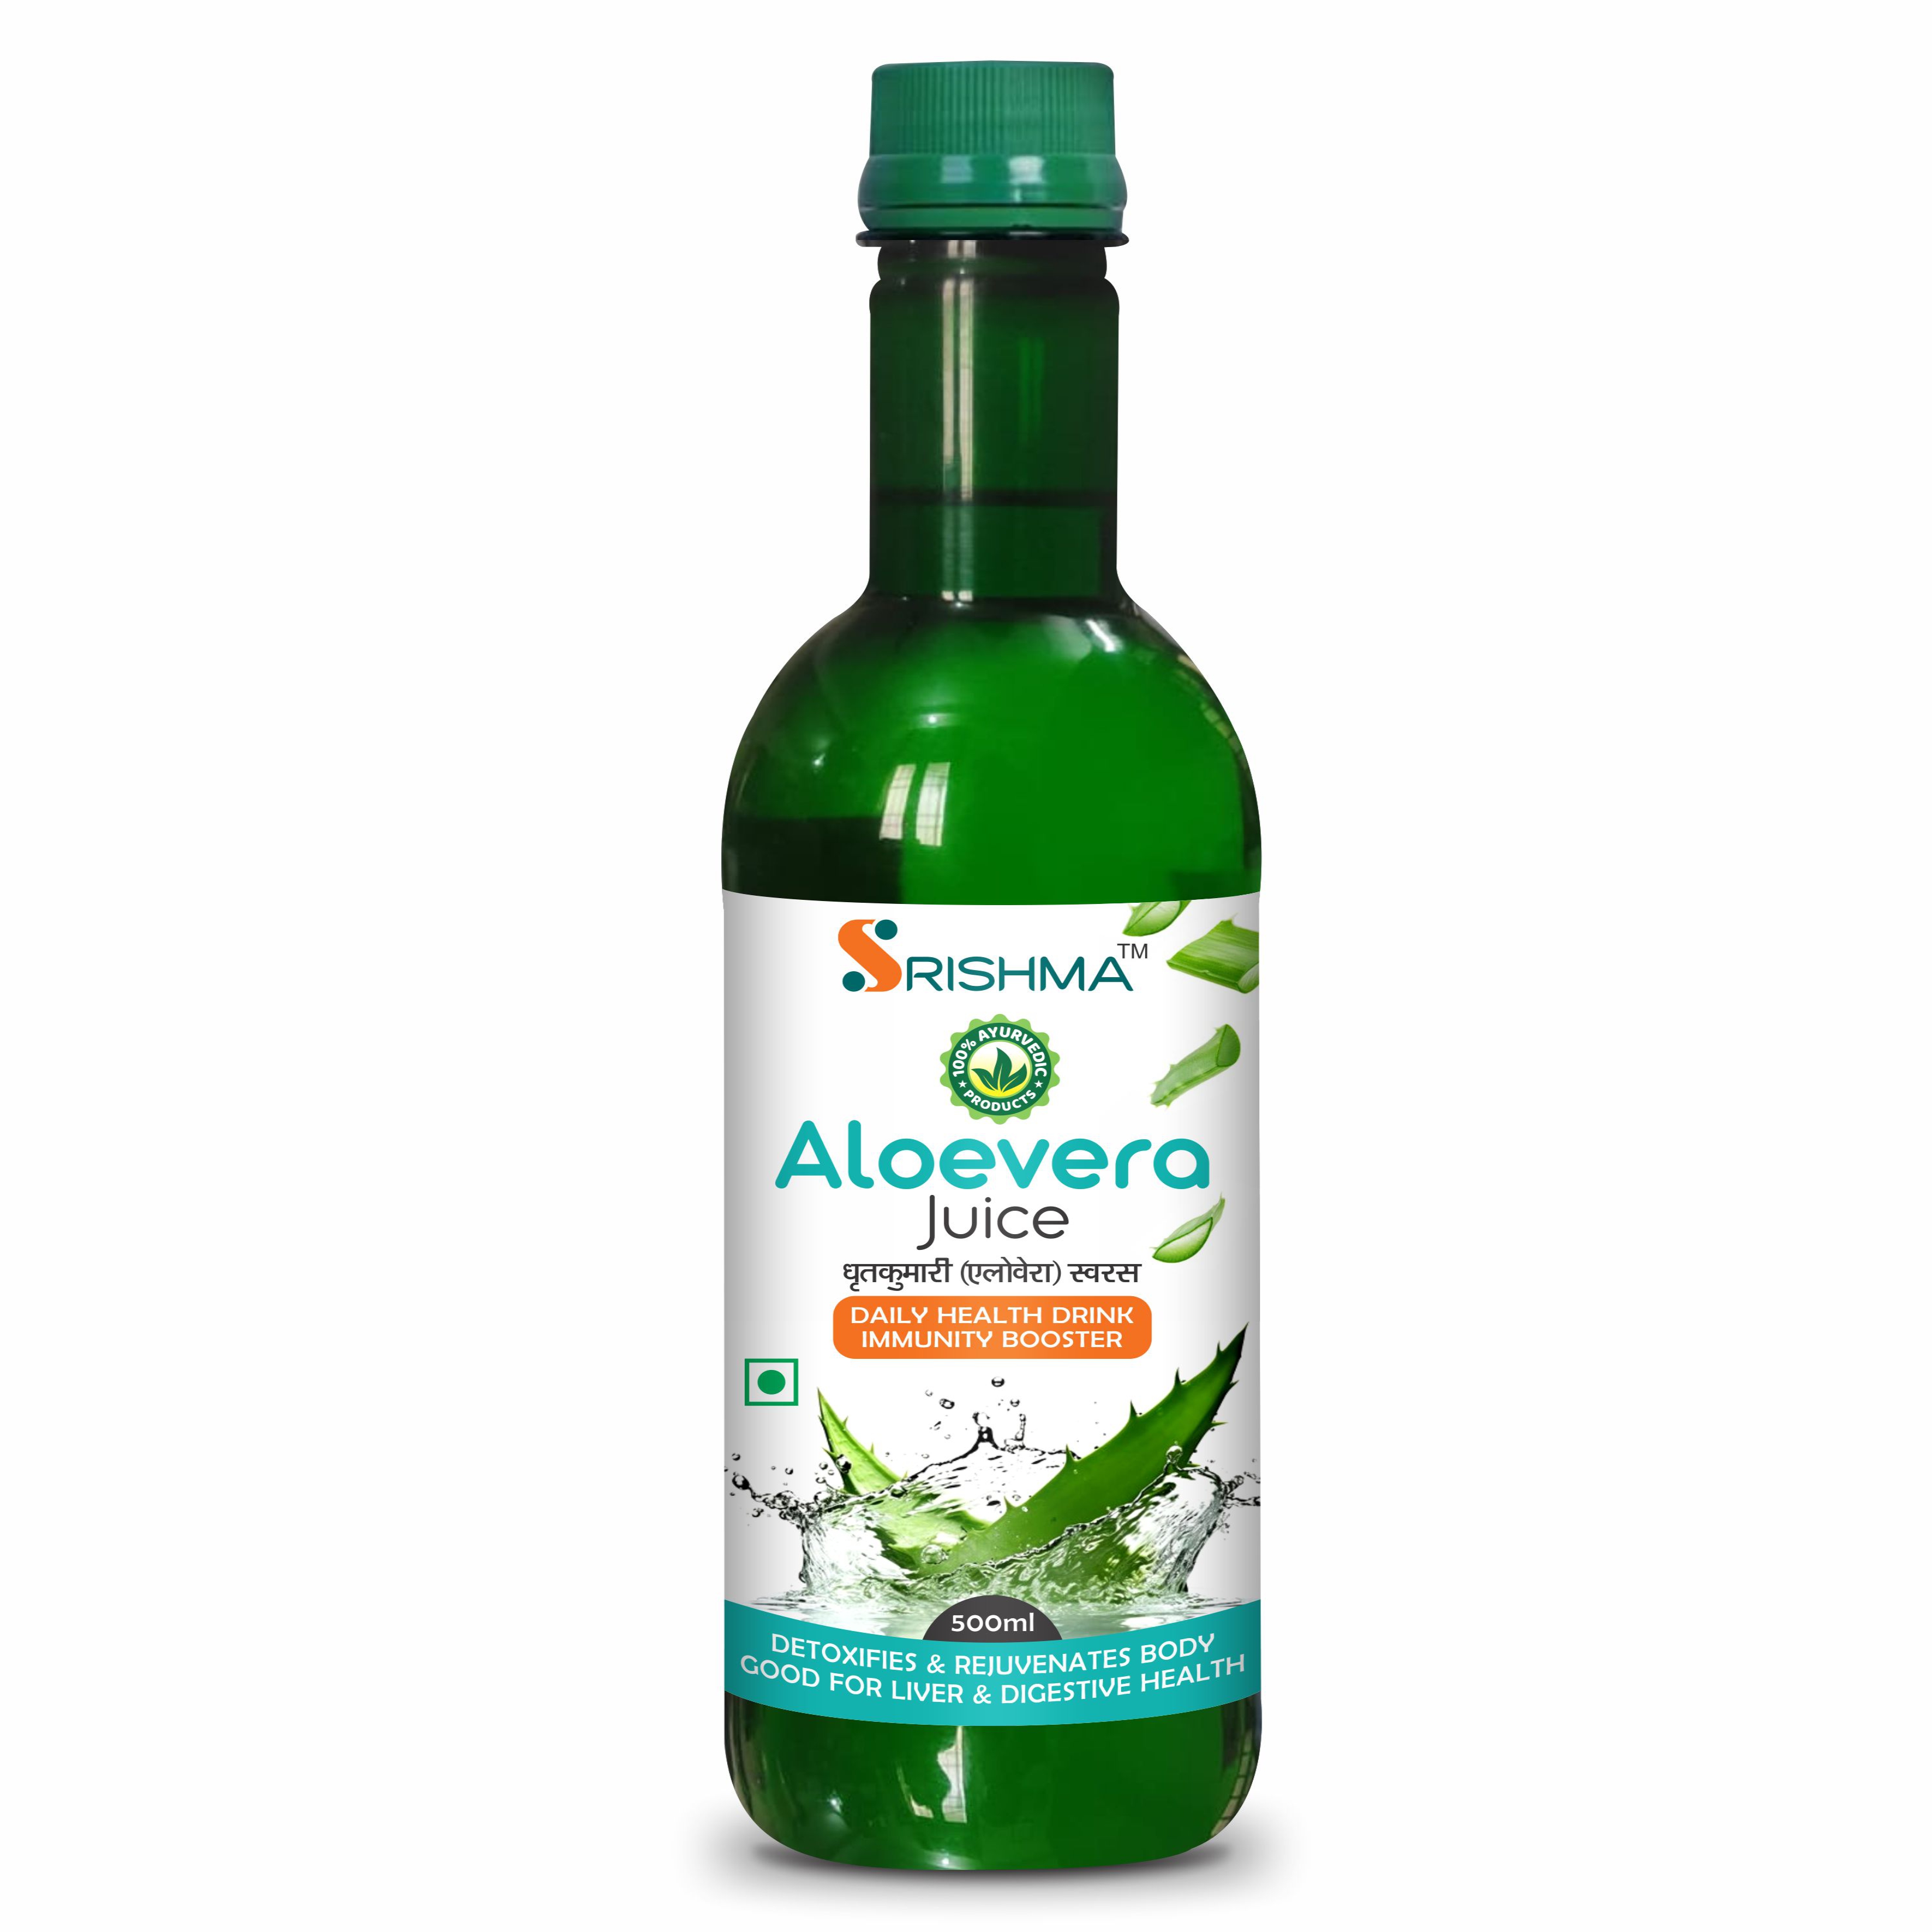 SRISHMA™
100% AYURVEDIC
PRODUCTS
Aloevera
Juice
धृतकुमारी (एलोवेरा) स्वरस
DAILY HEALTH DRINK
IMMUNITY BOOSTER
500ml
DETOXIFIES & REJUVENATES BODY
GOOD FOR LIVER & DIGESTIVE HEALTH